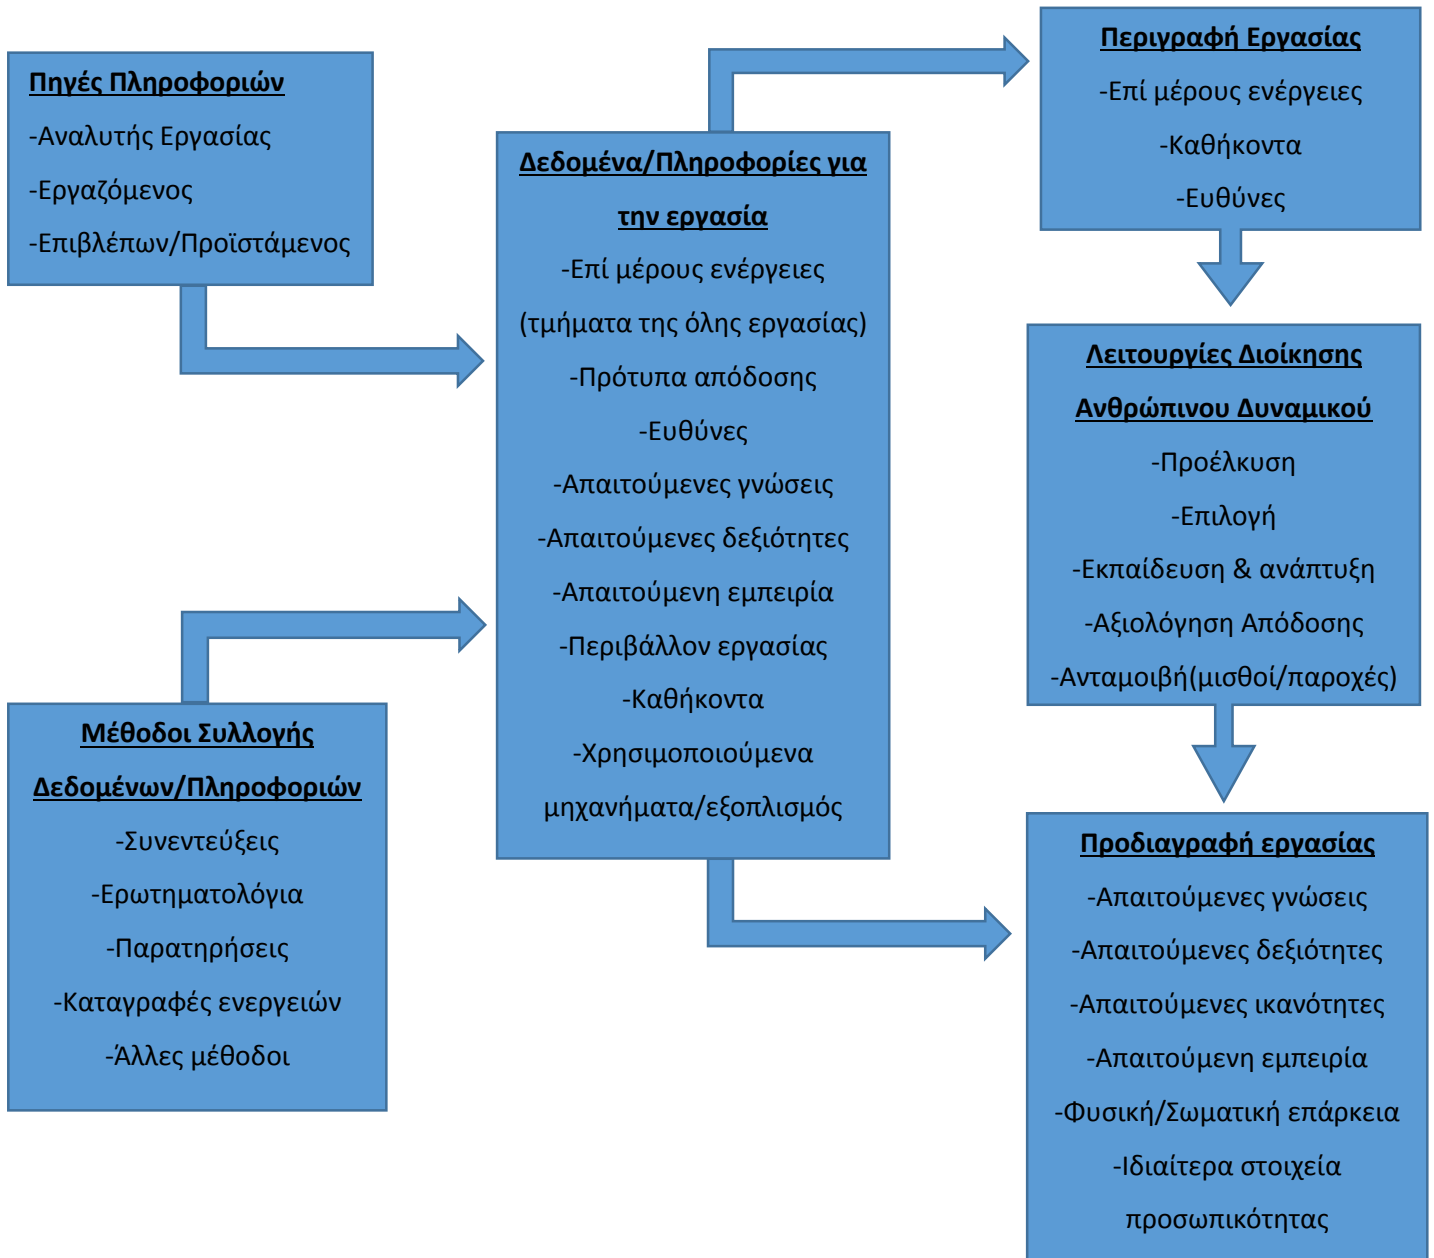 Πηγές Πληροφοριών
-Αναλυτής Εργασίας
-Εργαζόμενος
-Επιβλέπων/Προϊστάμενος
Μέθοδοι Συλλογής
Δεδομένων/Πληροφοριών
-Συνεντεύξεις
-Ερωτηματολόγια
-Παρατηρήσεις
-Καταγραφές ενεργειών
-Άλλες μέθοδοι
Δεδομένα/Πληροφορίες για
την εργασία
-Επί μέρους ενέργειες
(τμήματα της όλης εργασίας)
-Πρότυπα απόδοσης
-Ευθύνες
-Απαιτούμενες γνώσεις
-Απαιτούμενες δεξιότητες
-Απαιτούμενη εμπειρία
-Περιβάλλον εργασίας
-Καθήκοντα
-Χρησιμοποιούμενα
μηχανήματα/εξοπλισμός
Περιγραφή Εργασίας
-Επί μέρους ενέργειες
-Καθήκοντα
-Ευθύνες
Λειτουργίες Διοίκησης
Ανθρώπινου Δυναμικού
-Προέλκυση
-Επιλογή
-Εκπαίδευση & ανάπτυξη
-Αξιολόγηση Απόδοσης
-Ανταμοιβή(μισθοί/παροχές)
Προδιαγραφή εργασίας
-Απαιτούμενες γνώσεις
-Απαιτούμενες δεξιότητες
-Απαιτούμενες ικανότητες
-Απαιτούμενη εμπειρία
-Φυσική/Σωματική επάρκεια
-Ιδιαίτερα στοιχεία
προσωπικότητας